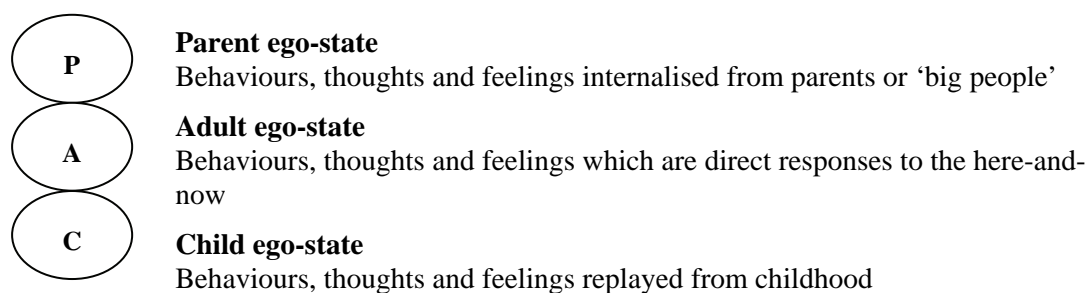 P
Parent ego-state
Behaviours, thoughts and feelings internalised from parents or ‘big people’
A
Adult ego-state
Behaviours, thoughts and feelings which are direct responses to the here-and-
now
C
Child ego-state
Behaviours, thoughts and feelings replayed from childhood